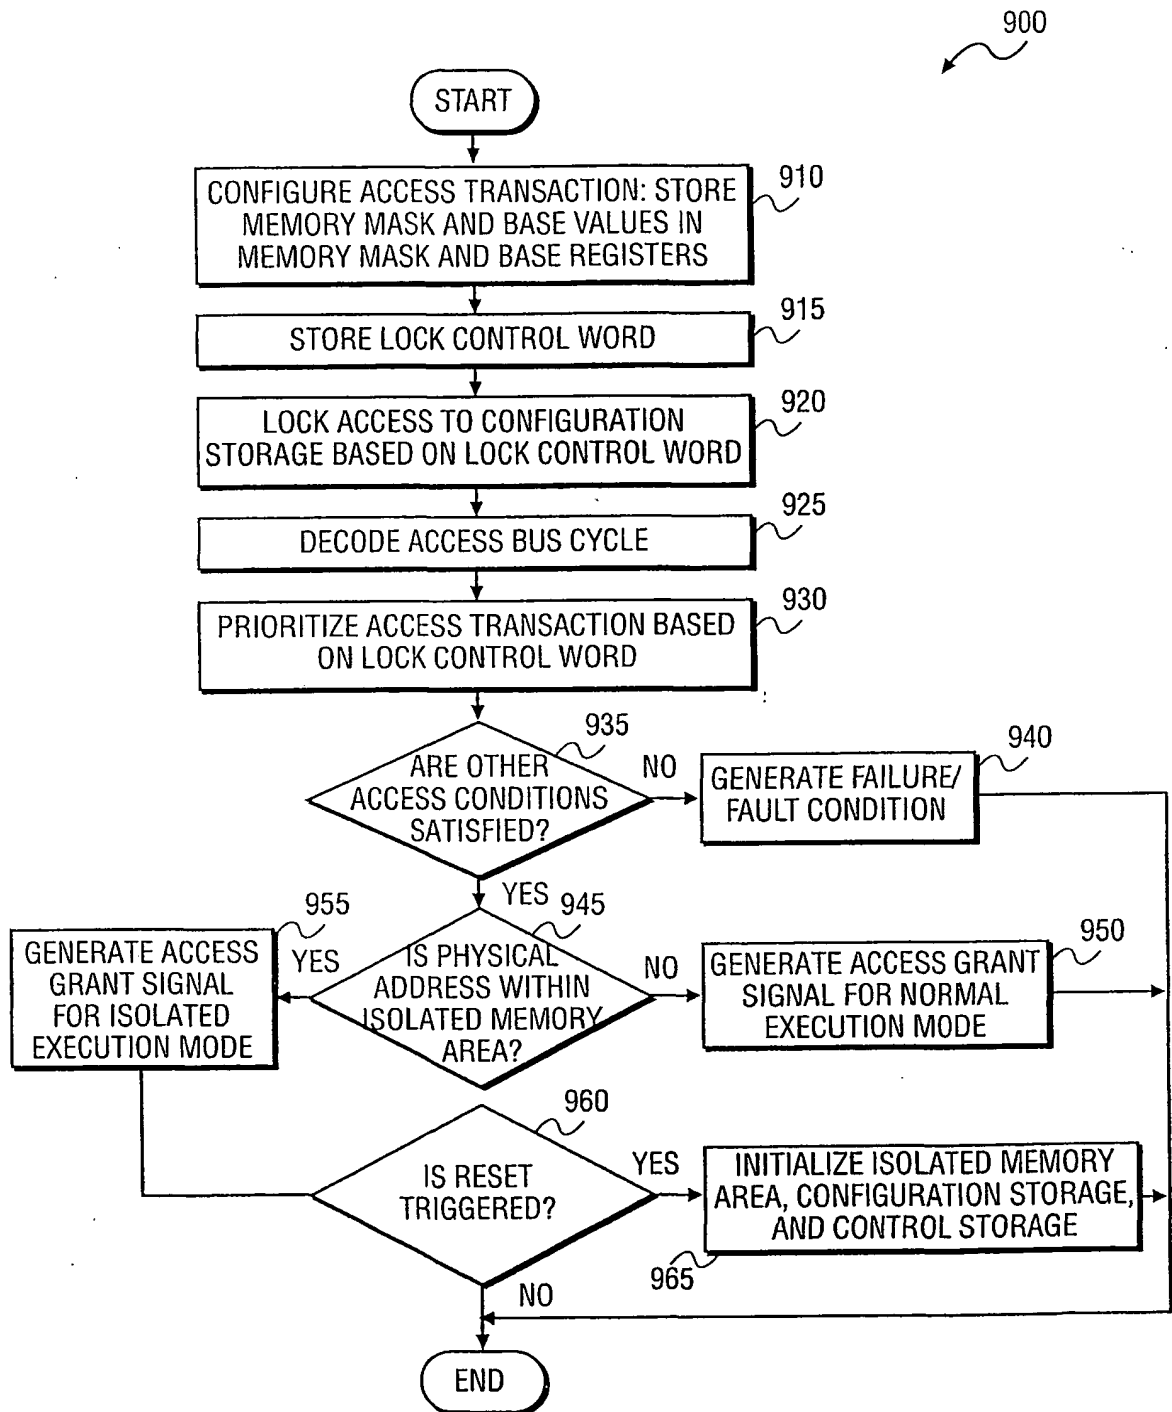 900
START
CONFIGURE ACCESS TRANSACTION: STORE
MEMORY MASK AND BASE VALUES IN
MEMORY MASK AND BASE REGISTERS
910
STORE LOCK CONTROL WORD
915
LOCK ACCESS TO CONFIGURATION
STORAGE BASED ON LOCK CONTROL WORD
920
DECODE ACCESS BUS CYCLE
925
PRIORITIZE ACCESS TRANSACTION BASED
ON LOCK CONTROL WORD
930
ARE OTHER
ACCESS CONDITIONS
SATISFIED?
935
NO
GENERATE FAILURE/
FAULT CONDITION
940
YES
IS PHYSICAL
ADDRESS WITHIN
ISOLATED MEMORY
AREA?
945
YES
GENERATE ACCESS
GRANT SIGNAL
FOR ISOLATED
EXECUTION MODE
955
NO
GENERATE ACCESS GRANT
SIGNAL FOR NORMAL
EXECUTION MODE
950
IS RESET
TRIGGERED?
960
YES
INITIALIZE ISOLATED MEMORY
AREA, CONFIGURATION STORAGE,
AND CONTROL STORAGE
965
NO
END